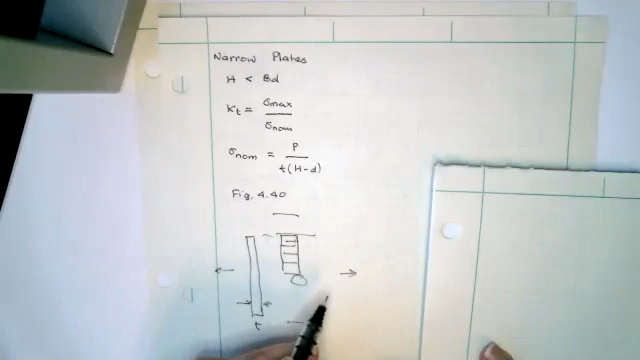 Narrow Plates
H < 8d
Kt = σmax / σnom
σnom = P / t(H-d)
Fig. 4.40
t